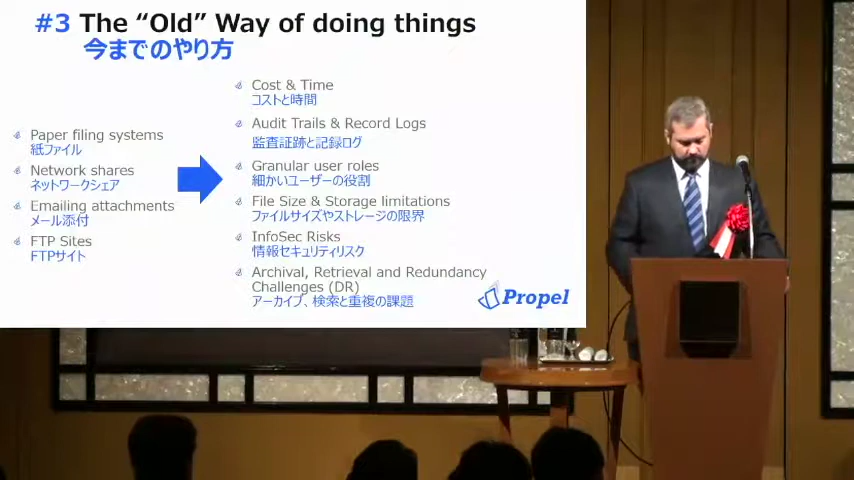 #3 The “Old” Way of doing things
今までのやり方
Paper filing systems
紙ファイル
Network shares
ネットワークシェア
Emailing attachments
メール添付
FTP Sites
FTPサイト
Cost & Time
コストと時間
Audit Trails & Record Logs
監査証跡と記録ログ
Granular user roles
細かいユーザーの役割
File Size & Storage limitations
ファイルサイズやストレージの限界
InfoSec Risks
情報セキュリティリスク
Archival, Retrieval and Redundancy
Challenges (DR)
アーカイブ、検索と重複の課題
Propel